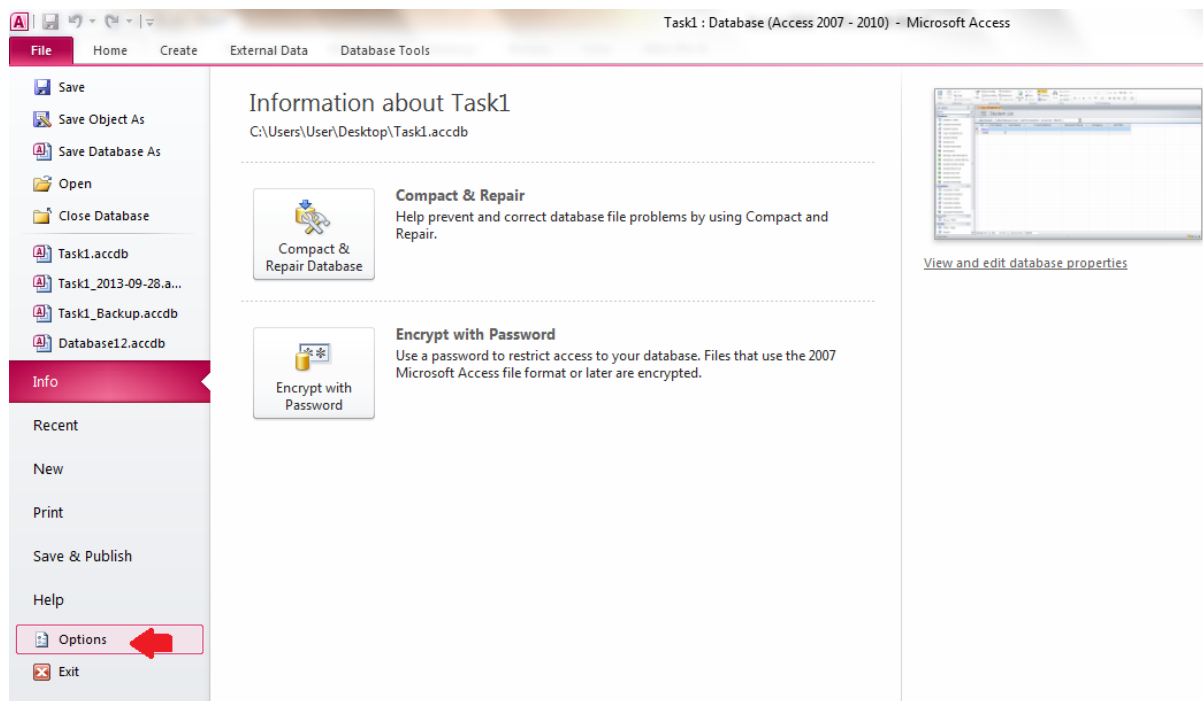 Task1 : Database (Access 2007 - 2010) - Microsoft Access
File Home Create External Data Database Tools
Save
Save Object As
Save Database As
Open
Close Database
Task1.accdb
Task1_2013-09-28.a...
Task1_Backup.accdb
Database12.accdb
Info
Recent
New
Print
Save & Publish
Help
Options
Exit
Information about Task1
C:\Users\User\Desktop\Task1.accdb
Compact &
Repair Database
Compact & Repair
Help prevent and correct database file problems by using Compact and
Repair.
Encrypt with
Password
Encrypt with Password
Use a password to restrict access to your database. Files that use the 2007
Microsoft Access file format or later are encrypted.
Student List
View and edit database properties